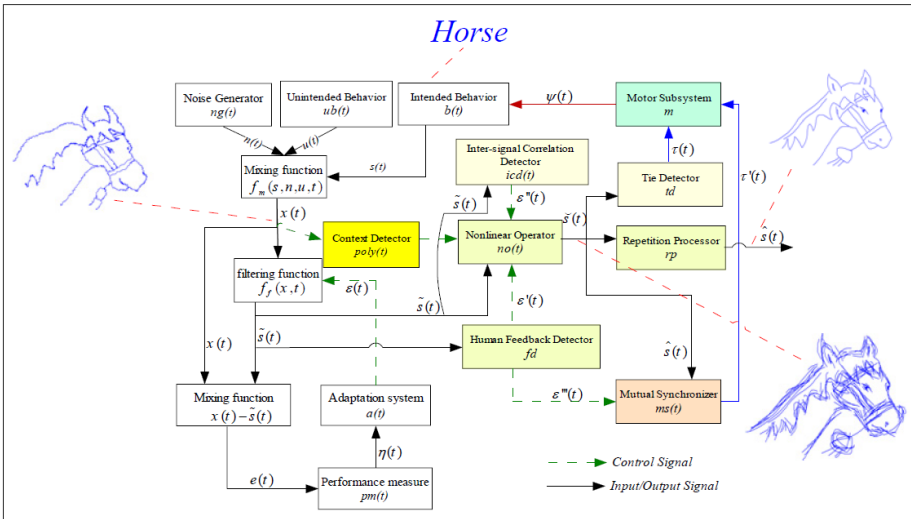 Horse
Noise Generator
ng(t)
Unintended Behavior
ub(t)
Intended Behavior
b(t)
ψ(t)
Motor Subsystem
m
n(t)
u(t)
s(t)
Mixing function
f_m(s,n,u,t)
Inter-signal Correlation
Detector
icd(t)
τ(t)
τ'(t)
Tie Detector
td
x(t)
s̃(t)
ε''(t)
s̆(t)
Context Detector
poly(t)
Nonlinear Operator
no(t)
Repetition Processor
rp
ŝ(t)
filtering function
f_f(x,t)
ε(t)
s̃(t)
ε'(t)
x(t)
s̃(t)
Human Feedback Detector
fd
ŝ(t)
Mixing function
x(t)−s̃(t)
Adaptation system
a(t)
ε'''(t)
Mutual Synchronizer
ms(t)
η(t)
e(t)
Performance measure
pm(t)
Control Signal
Input/Output Signal